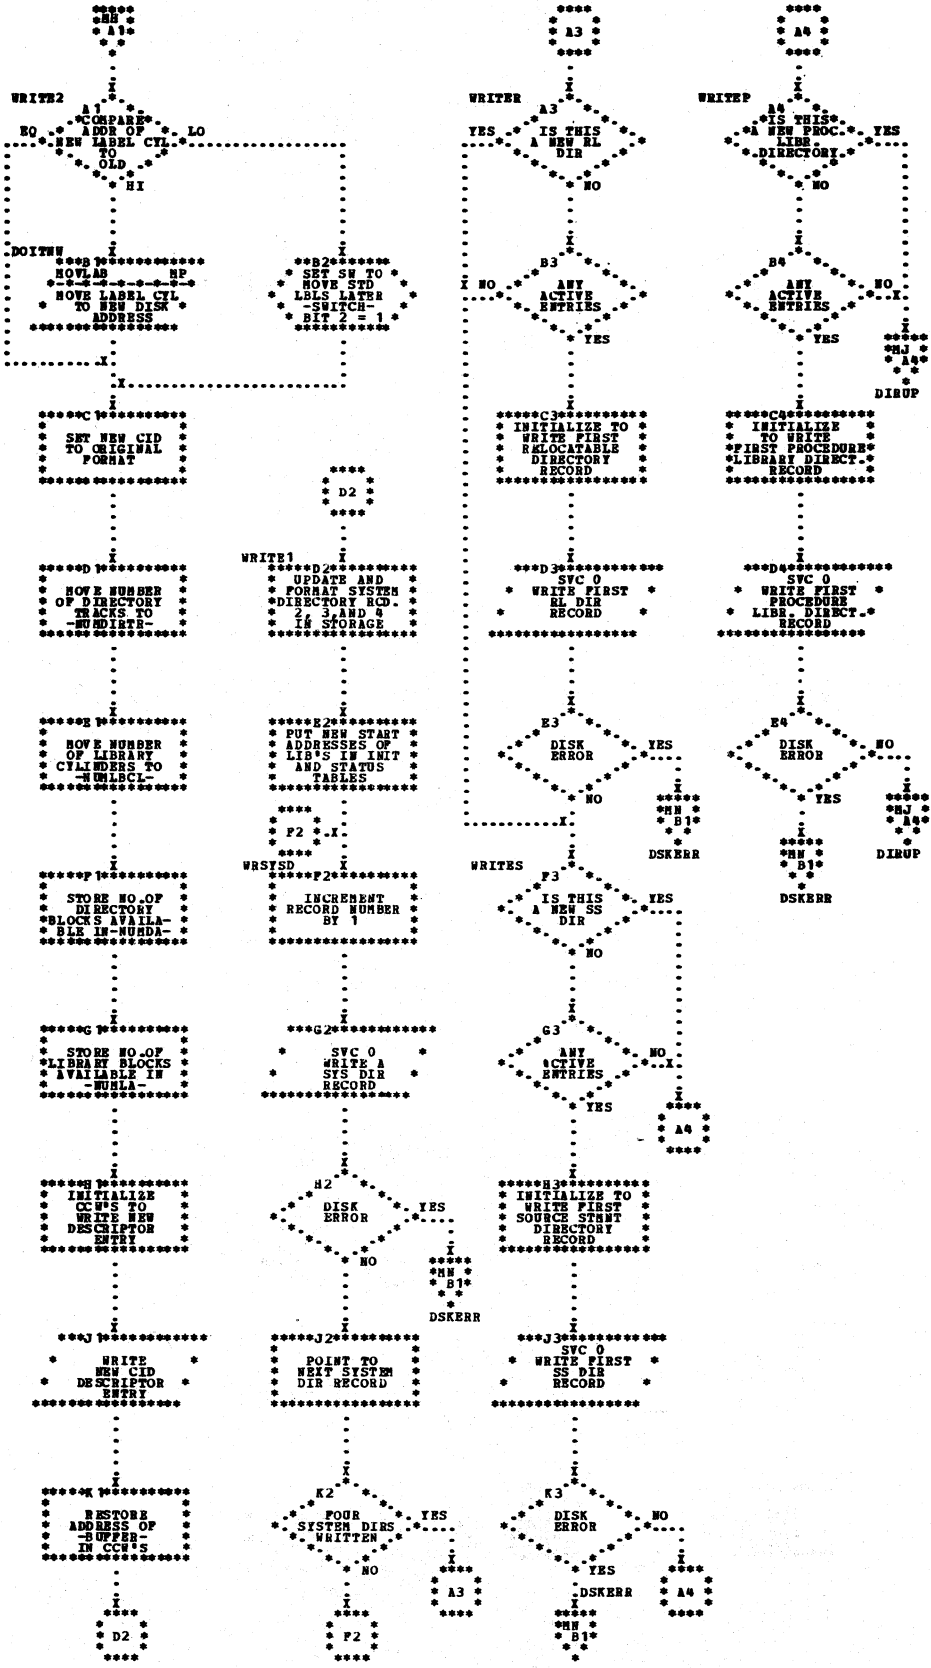 MM
A1
WRITE2
A1
COMPARE
ADDR OF
NEW LABEL CYL
TO
OLD
EQ
LO
HI
DOITNW
B1
MOVLAB MP
MOVE LABEL CYL
TO NEW DISK
ADDRESS
B2
SET SW TO
MOVE STD
LBLS LATER
-SWITCH-
BIT 2 = 1
C1
SET NEW CID
TO ORIGINAL
FORMAT
D1
MOVE NUMBER
OF DIRECTORY
TRACKS TO
-NUMDIRTR-
E1
MOVE NUMBER
OF LIBRARY
CYLINDERS TO
-NUMLBCL-
F1
STORE NO.OF
DIRECTORY
BLOCKS AVAILA-
BLE IN-NUMDA-
G1
STORE NO.OF
LIBRARY BLOCKS
AVAILABLE IN
-NUMLA-
H1
INITIALIZE
CCW'S TO
WRITE NEW
DESCRIPTOR
ENTRY
J1
WRITE
NEW CID
DESCRIPTOR
ENTRY
K1
RESTORE
ADDRESS OF
-BUFFER-
IN CCW'S
D2
D2
WRITE1
D2
UPDATE AND
FORMAT SYSTEM
DIRECTORY RCD.
2, 3,AND 4
IN STORAGE
E2
PUT NEW START
ADDRESSES OF
LIB'S IN INIT
AND STATUS
TABLES
F2
WRSYSD
F2
INCREMENT
RECORD NUMBER
BY 1
G2
SVC 0
WRITE A
SYS DIR
RECORD
H2
DISK
ERROR
YES
NO
MN
B1
DSKERR
J2
POINT TO
NEXT SYSTEM
DIR RECORD
K2
FOUR
SYSTEM DIRS
WRITTEN
YES
NO
A3
F2
A3
WRITER
A3
IS THIS
A NEW RL
DIR
YES
NO
B3
ANY
ACTIVE
ENTRIES
NO
YES
C3
INITIALIZE TO
WRITE FIRST
RELOCATABLE
DIRECTORY
RECORD
D3
SVC 0
WRITE FIRST
RL DIR
RECORD
E3
DISK
ERROR
YES
NO
MN
B1
DSKERR
WRITES
F3
IS THIS
A NEW SS
DIR
YES
NO
G3
ANY
ACTIVE
ENTRIES
NO
YES
A4
H3
INITIALIZE TO
WRITE FIRST
SOURCE STMNT
DIRECTORY
RECORD
J3
SVC 0
WRITE FIRST
SS DIR
RECORD
K3
DISK
ERROR
NO
YES
DSKERR
A4
MN
B1
A4
WRITEP
A4
IS THIS
A NEW PROC.
LIBR.
DIRECTORY
YES
NO
B4
ANY
ACTIVE
ENTRIES
NO
YES
MJ
A4
DIRUP
C4
INITIALIZE
TO WRITE
FIRST PROCEDURE
LIBRARY DIRECT.
RECORD
D4
SVC 0
WRITE FIRST
PROCEDURE
LIBR. DIRECT.
RECORD
E4
DISK
ERROR
NO
YES
MJ
A4
DIRUP
MN
B1
DSKERR